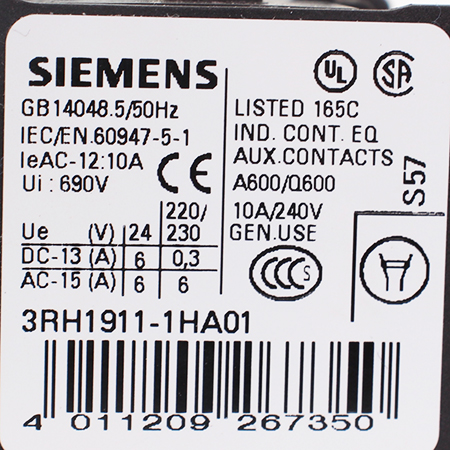 SIEMENS
GB14048.5/50Hz
IEC/EN.60947-5-1
IeAC-12:10A
Ui : 690V
CE
UL
SA
LISTED 165C
IND. CONT. EQ
AUX.CONTACTS
A600/Q600
10A/240V
GEN.USE
S57
Ue (V) 24 220/230
DC-13 (A) 6 0,3
AC-15 (A) 6 6
CCC S
3RH1911-1HA01
4 011209 267350